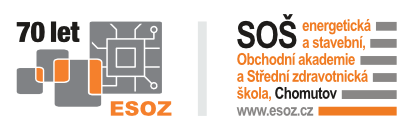 70 let
ESOZ
SOŠ energetická
a stavební,
Obchodní akademie
a Střední zdravotnická
škola, Chomutov
www.esoz.cz